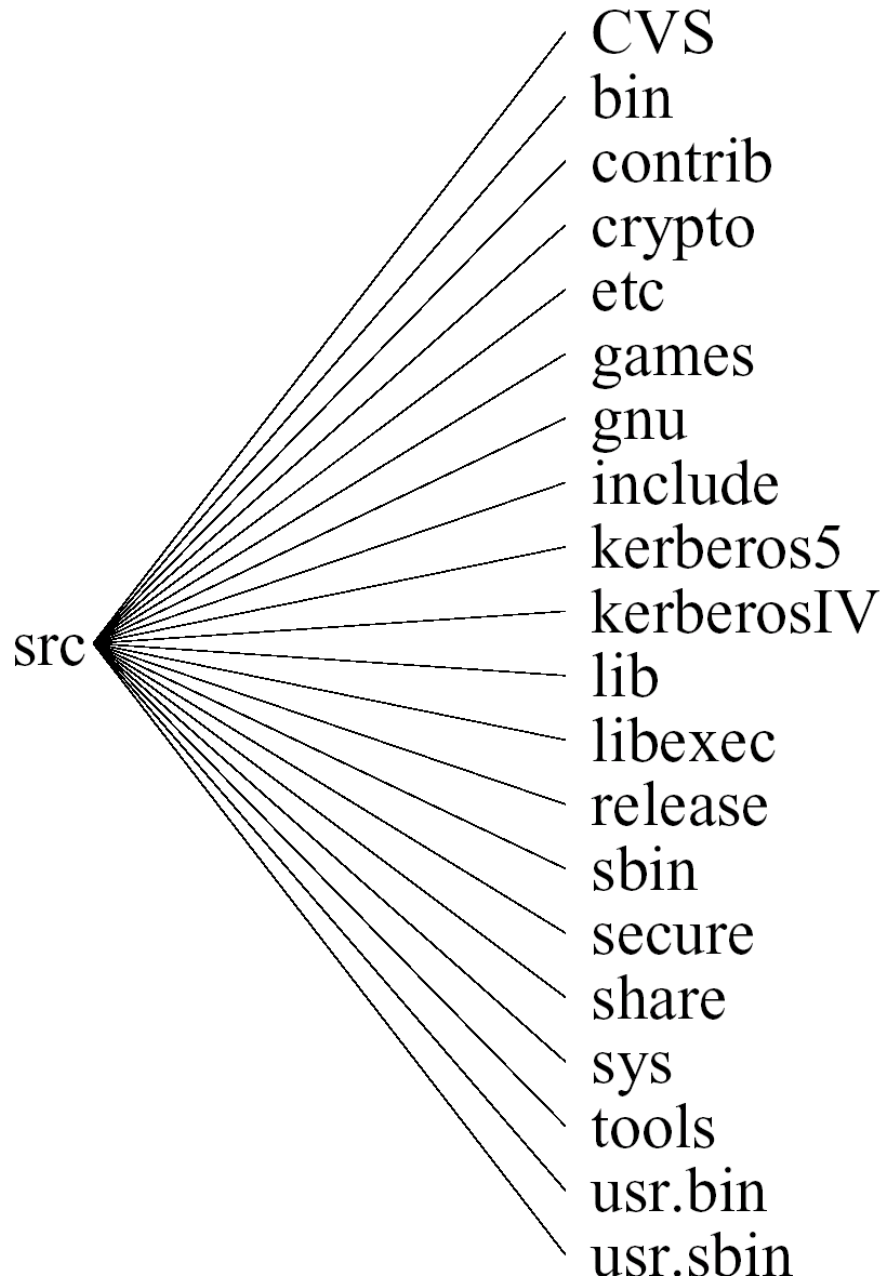 CVS
bin
contrib
crypto
etc
games
gnu
include
kerberos5
kerberosIV
src
lib
libexec
release
sbin
secure
share
sys
tools
usr.bin
usr.sbin